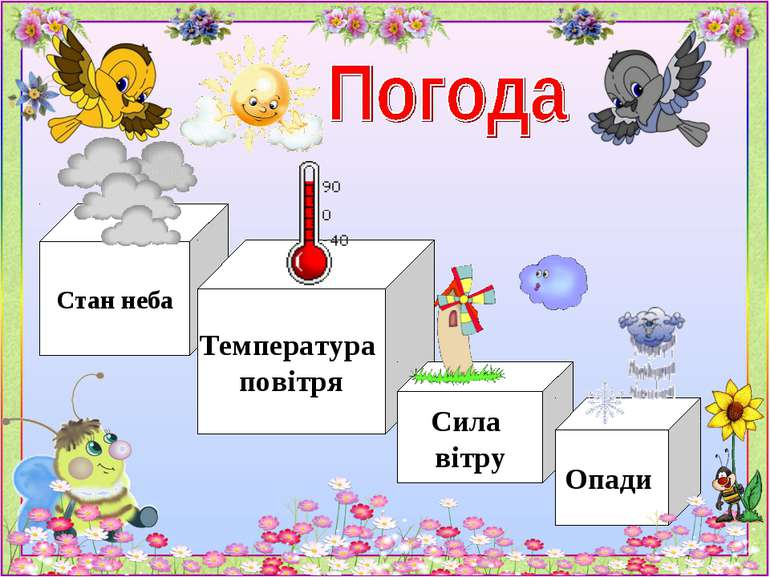 Погода
90
0
-40
Стан неба
Температура
повітря
Сила
вітру
Опади